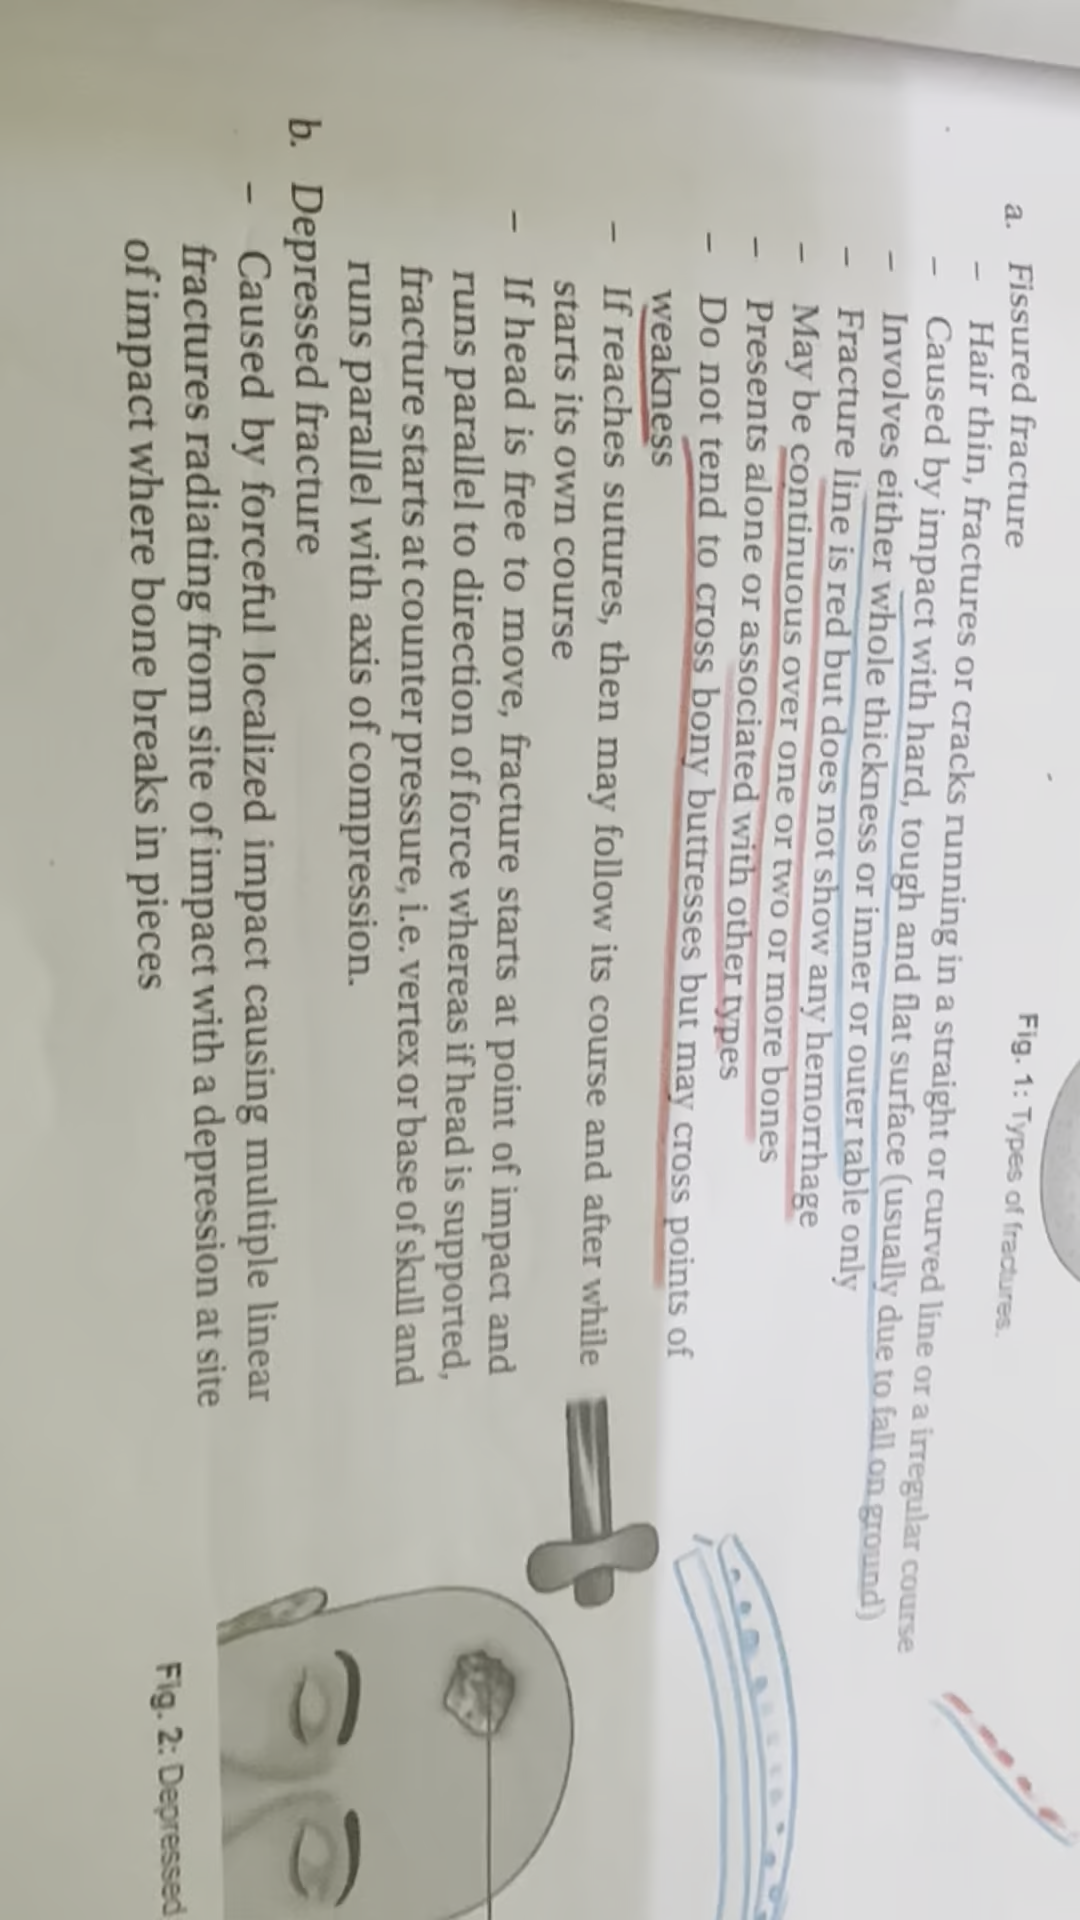 Fig. 1: Types of fractures.
a. Fissured fracture
– Hair thin, fractures or cracks running in a straight or curved line or a irregular course
– Caused by impact with hard, tough and flat surface (usually due to fall on ground)
– Involves either whole thickness or inner or outer table only
– Fracture line is red but does not show any hemorrhage
– May be continuous over one or two or more bones
– Presents alone or associated with other types
– Do not tend to cross bony buttresses but may cross points of
weakness
– If reaches sutures, then may follow its course and after while
starts its own course
– If head is free to move, fracture starts at point of impact and
runs parallel to direction of force whereas if head is supported,
fracture starts at counter pressure, i.e. vertex or base of skull and
runs parallel with axis of compression.
b. Depressed fracture
– Caused by forceful localized impact causing multiple linear
fractures radiating from site of impact with a depression at site
of impact where bone breaks in pieces
Fig. 2: Depressed